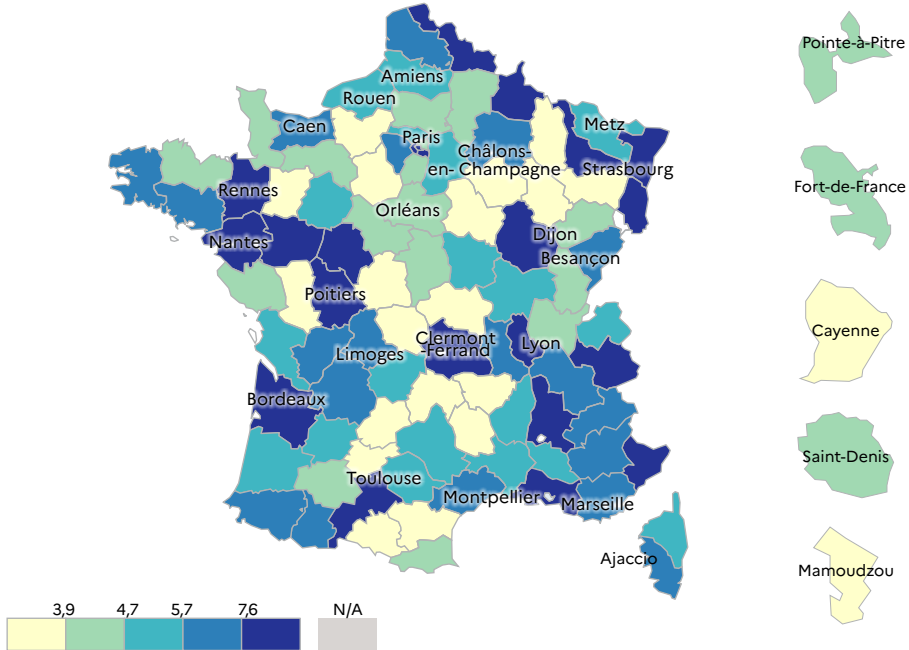 Pointe-à-Pitre
Amiens
Rouen
Caen
Paris
Metz
Châlons-
en- Champagne
Strasbourg
Rennes
Fort-de-France
Orléans
Nantes
Dijon
Besançon
Poitiers
Cayenne
Clermont
-Ferrand
Lyon
Limoges
Bordeaux
Saint-Denis
Toulouse
Montpellier
Marseille
Ajaccio
Mamoudzou
3,9 4,7 5,7 7,6 N/A